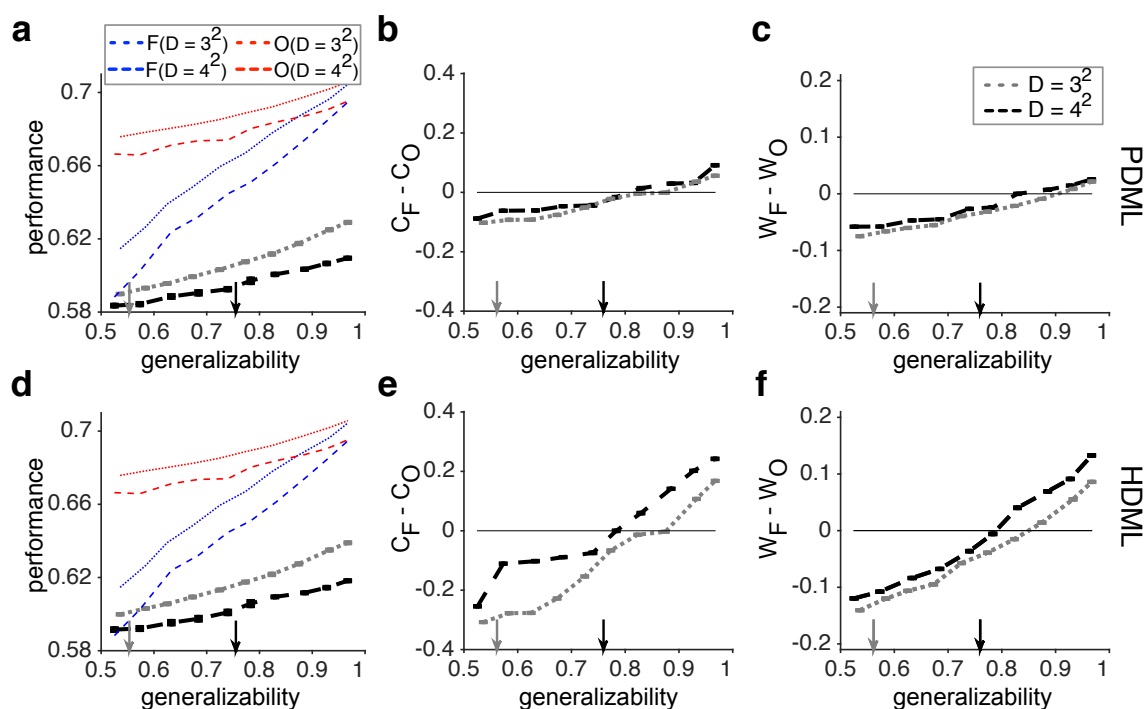 a
F(D = 3²) O(D = 3²)
F(D = 4²) O(D = 4²)
0.7
0.66
0.62
0.58
performance
0.5 0.6 0.7 0.8 0.9 1
generalizability
b
0.4
0.2
0
-0.2
-0.4
C_F - C_O
0.5 0.6 0.7 0.8 0.9 1
generalizability
c
D = 3²
D = 4²
0.2
0.1
0
-0.1
-0.2
W_F - W_O
0.5 0.6 0.7 0.8 0.9 1
generalizability
PDML
d
0.7
0.66
0.62
0.58
performance
0.5 0.6 0.7 0.8 0.9 1
generalizability
e
0.4
0.2
0
-0.2
-0.4
C_F - C_O
0.5 0.6 0.7 0.8 0.9 1
generalizability
f
0.2
0.1
0
-0.1
-0.2
W_F - W_O
0.5 0.6 0.7 0.8 0.9 1
generalizability
HDML